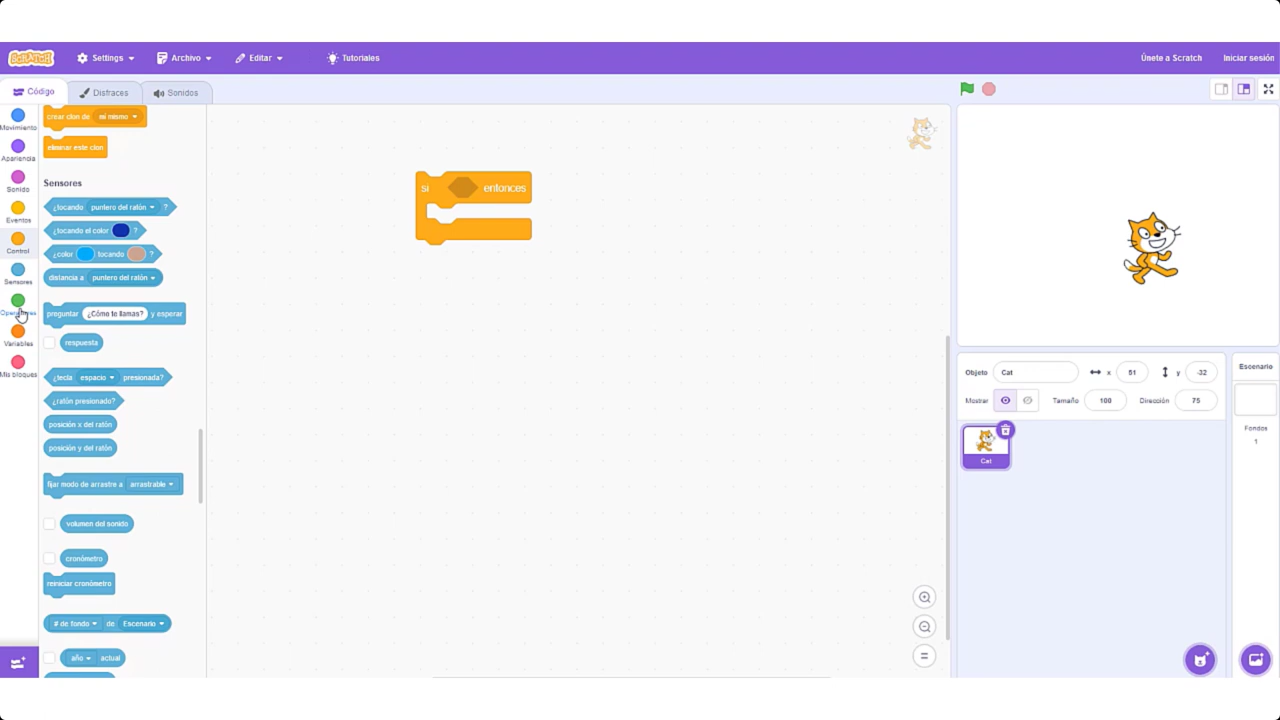 SCRATCH
Settings
Archivo
Editar
Tutoriales
Únete a Scratch
Iniciar sesión
Código
Disfraces
Sonidos
Movimiento
Apariencia
Sonido
Eventos
Control
Sensores
Operadores
Variables
Mis bloques
crear clon de mí mismo
eliminar este clon
Sensores
¿tocando puntero del ratón ?
¿tocando el color ?
¿color tocando ?
distancia a puntero del ratón
preguntar ¿Cómo te llamas? y esperar
respuesta
¿tecla espacio presionada?
¿ratón presionado?
posición x del ratón
posición y del ratón
fijar modo de arrastre a arrastrable
volumen del sonido
cronómetro
reiniciar cronómetro
# de fondo de Escenario
año actual
si entonces
Objeto Cat x 51 y -32
Mostrar Tamaño 100 Dirección 75
Cat
Escenario
Fondos
1